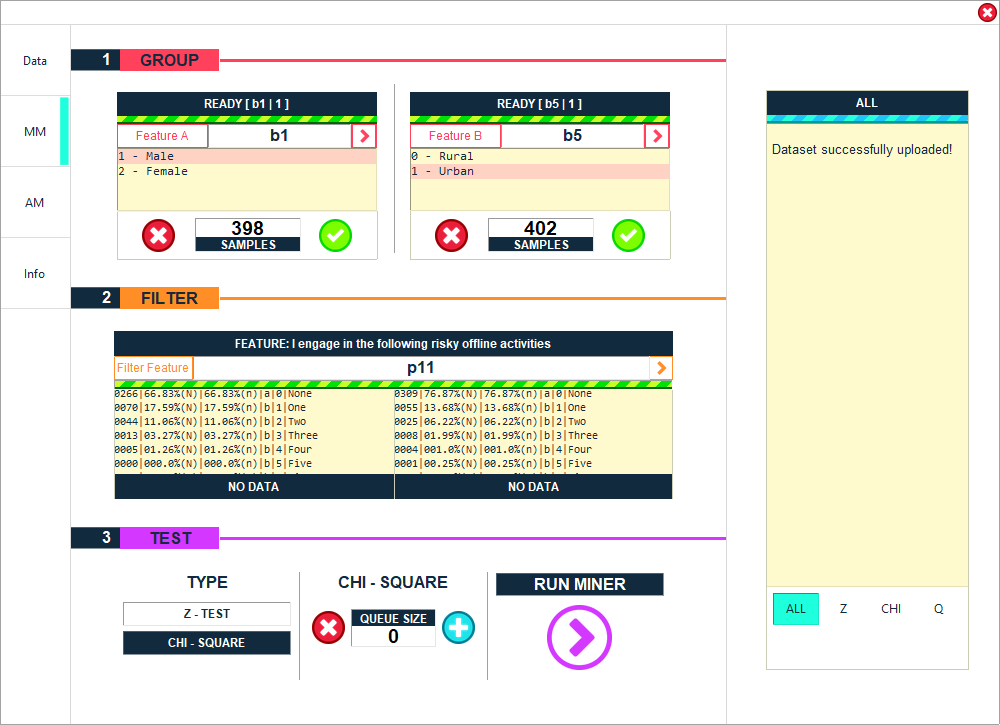 Data
MM
AM
Info
1 GROUP
READY [ b1 | 1 ]
Feature A b1
1 - Male
2 - Female
398
SAMPLES
READY [ b5 | 1 ]
Feature B b5
0 - Rural
1 - Urban
402
SAMPLES
2 FILTER
FEATURE: I engage in the following risky offline activities
Filter Feature p11
0266|66.83%(N)|66.83%(n)|a|0|None
0070|17.59%(N)|17.59%(n)|b|1|One
0044|11.06%(N)|11.06%(n)|b|2|Two
0013|03.27%(N)|03.27%(n)|b|3|Three
0005|01.26%(N)|01.26%(n)|b|4|Four
0000|000.0%(N)|000.0%(n)|b|5|Five
NO DATA
0309|76.87%(N)|76.87%(n)|a|0|None
0055|13.68%(N)|13.68%(n)|b|1|One
0025|06.22%(N)|06.22%(n)|b|2|Two
0008|01.99%(N)|01.99%(n)|b|3|Three
0004|001.0%(N)|001.0%(n)|b|4|Four
0001|00.25%(N)|00.25%(n)|b|5|Five
NO DATA
3 TEST
TYPE
Z - TEST
CHI - SQUARE
CHI - SQUARE
QUEUE SIZE
0
RUN MINER
ALL
Dataset successfully uploaded!
ALL Z CHI Q